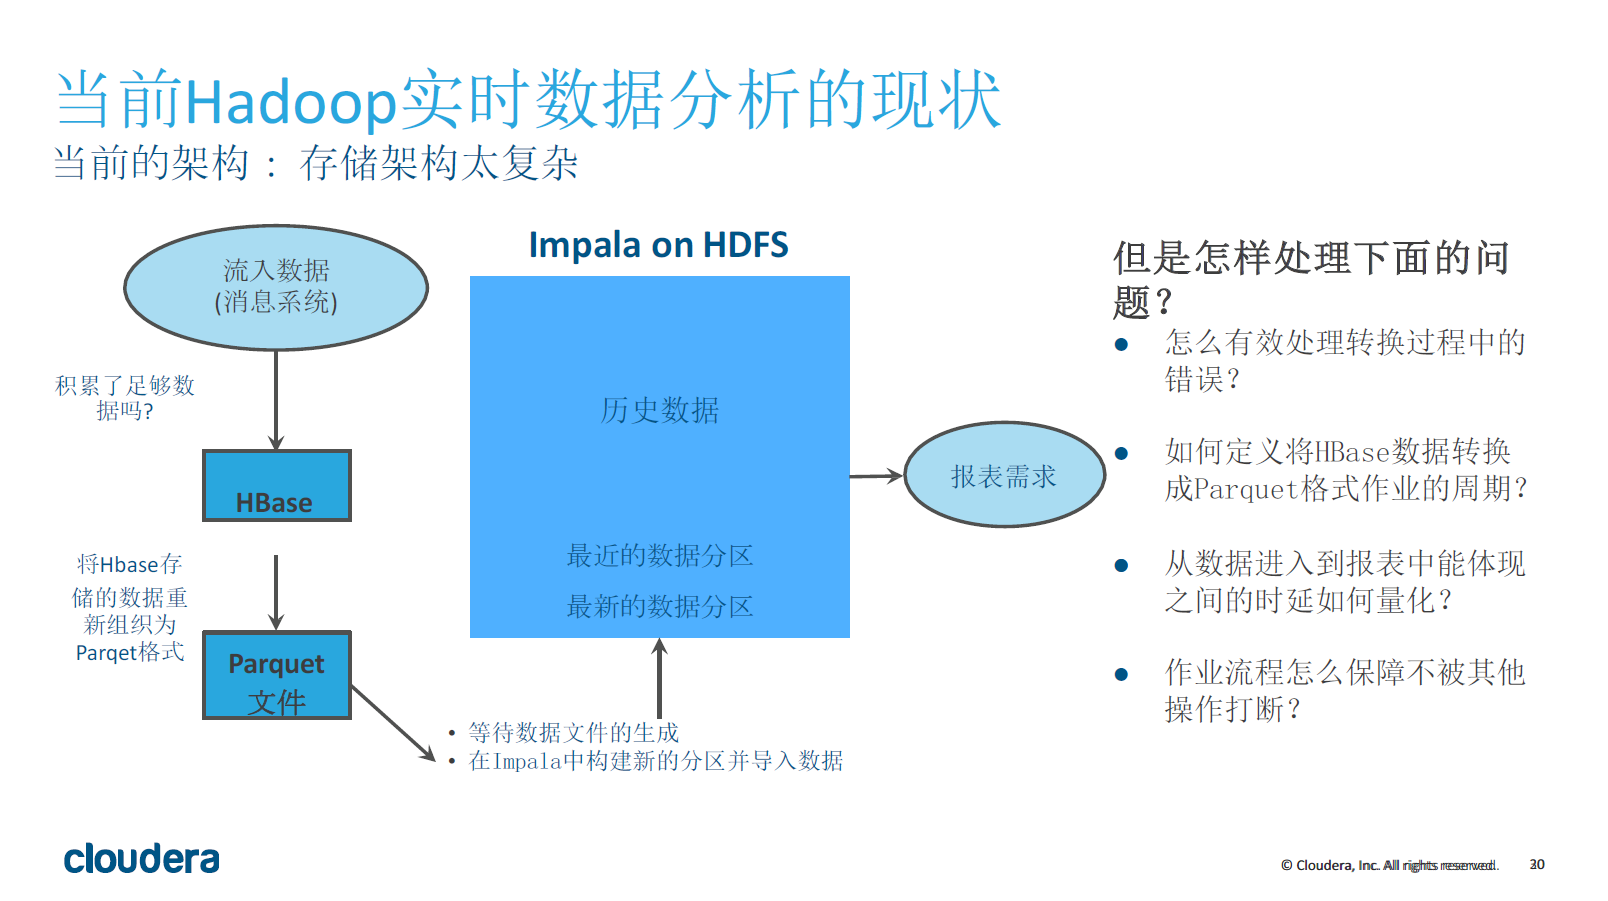 当前Hadoop实时数据分析的现状
当前的架构：存储架构太复杂
流入数据
(消息系统)
积累了足够数
据吗?
HBase
将Hbase存
储的数据重
新组织为
Parqet格式
Parquet
文件
Impala on HDFS
历史数据
最近的数据分区
最新的数据分区
• 等待数据文件的生成
• 在Impala中构建新的分区并导入数据
报表需求
但是怎样处理下面的问
题？
● 怎么有效处理转换过程中的
错误？
● 如何定义将HBase数据转换
成Parquet格式作业的周期？
● 从数据进入到报表中能体现
之间的时延如何量化？
● 作业流程怎么保障不被其他
操作打断？
cloudera
© Cloudera, Inc. All rights reserved.